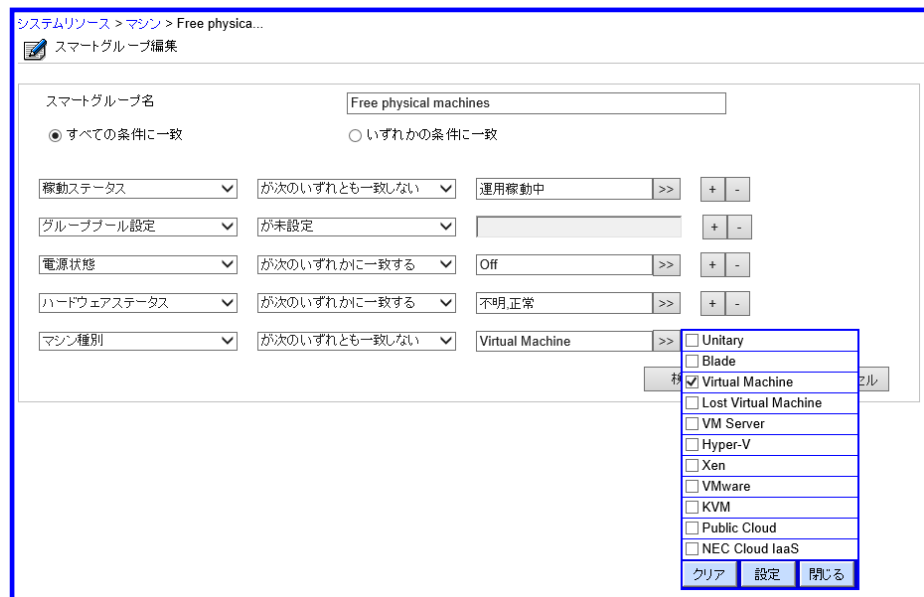 システムリソース > マシン > Free physica...
スマートグループ編集
スマートグループ名 Free physical machines
すべての条件に一致 いずれかの条件に一致
稼動ステータス が次のいずれとも一致しない 運用稼動中 >> + -
グループプール設定 が未設定 + -
電源状態 が次のいずれかに一致する Off >> + -
ハードウェアステータス が次のいずれかに一致する 不明,正常 >> + -
マシン種別 が次のいずれとも一致しない Virtual Machine >>
Unitary
Blade
Virtual Machine
Lost Virtual Machine
VM Server
Hyper-V
Xen
VMware
KVM
Public Cloud
NEC Cloud IaaS
クリア 設定 閉じる